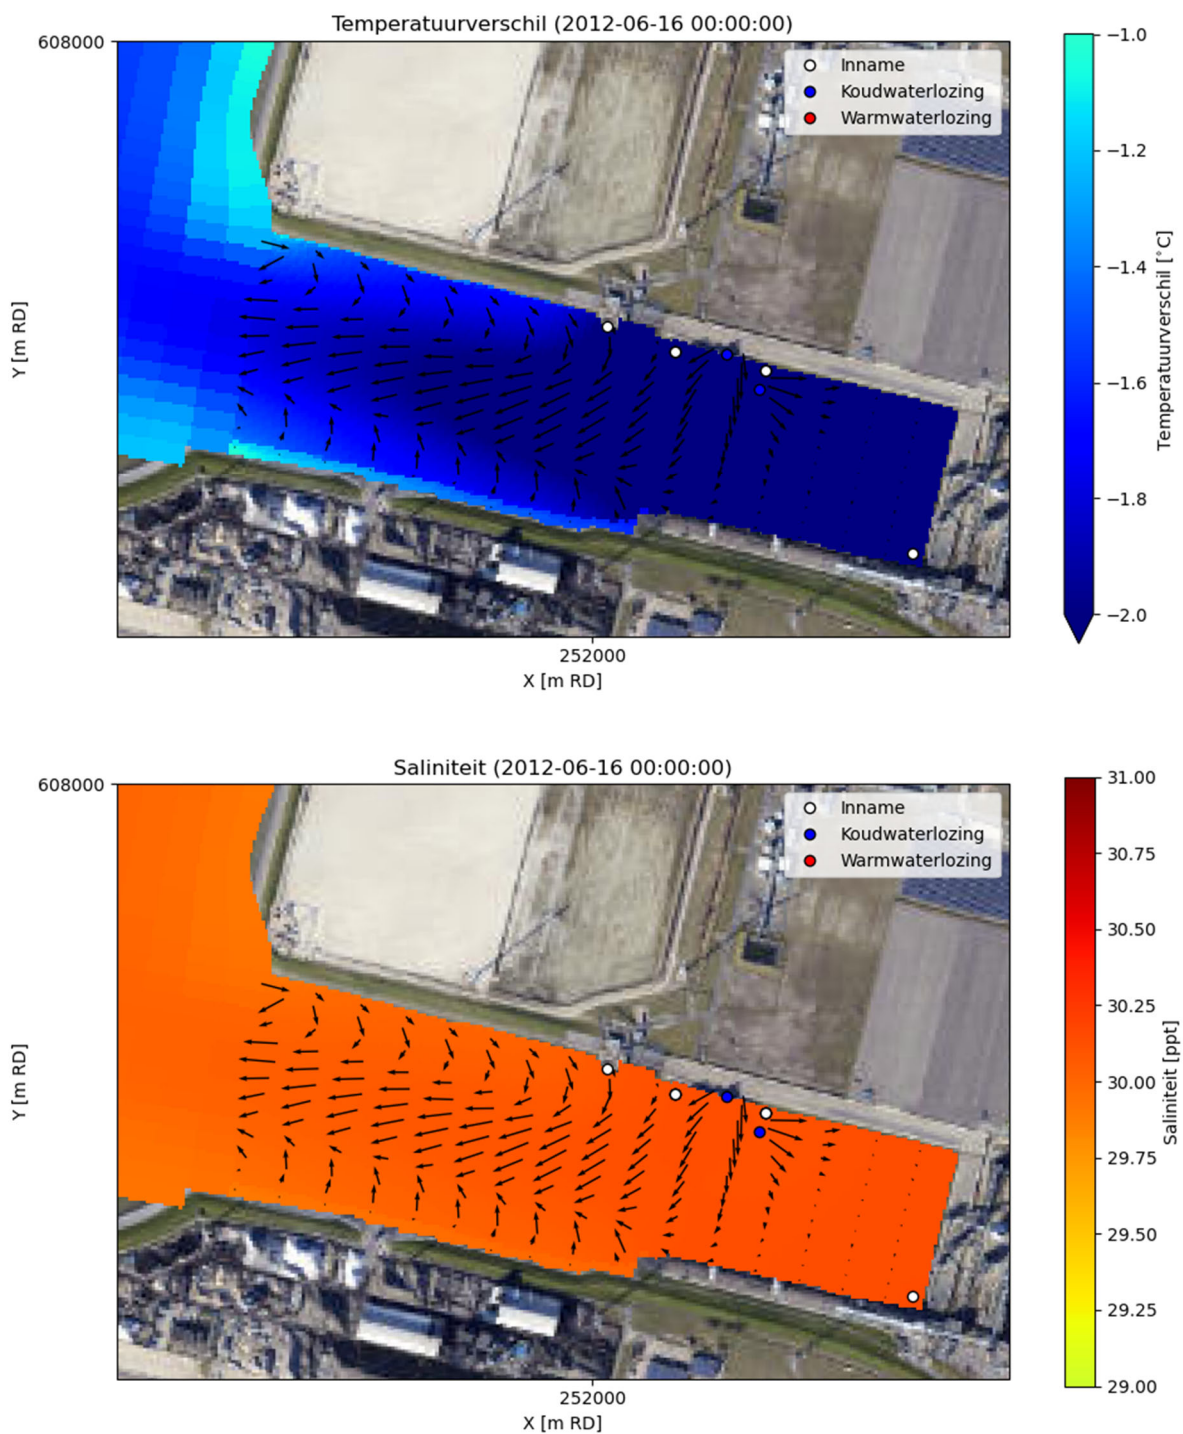 Temperatuurverschil (2012-06-16 00:00:00)
608000
Inname
Koudwaterlozing
Warmwaterlozing
Y [m RD]
252000
X [m RD]
−1.0
−1.2
−1.4
−1.6
−1.8
−2.0
Temperatuurverschil [°C]
Saliniteit (2012-06-16 00:00:00)
608000
Inname
Koudwaterlozing
Warmwaterlozing
Y [m RD]
252000
X [m RD]
31.00
30.75
30.50
30.25
30.00
29.75
29.50
29.25
29.00
Saliniteit [ppt]